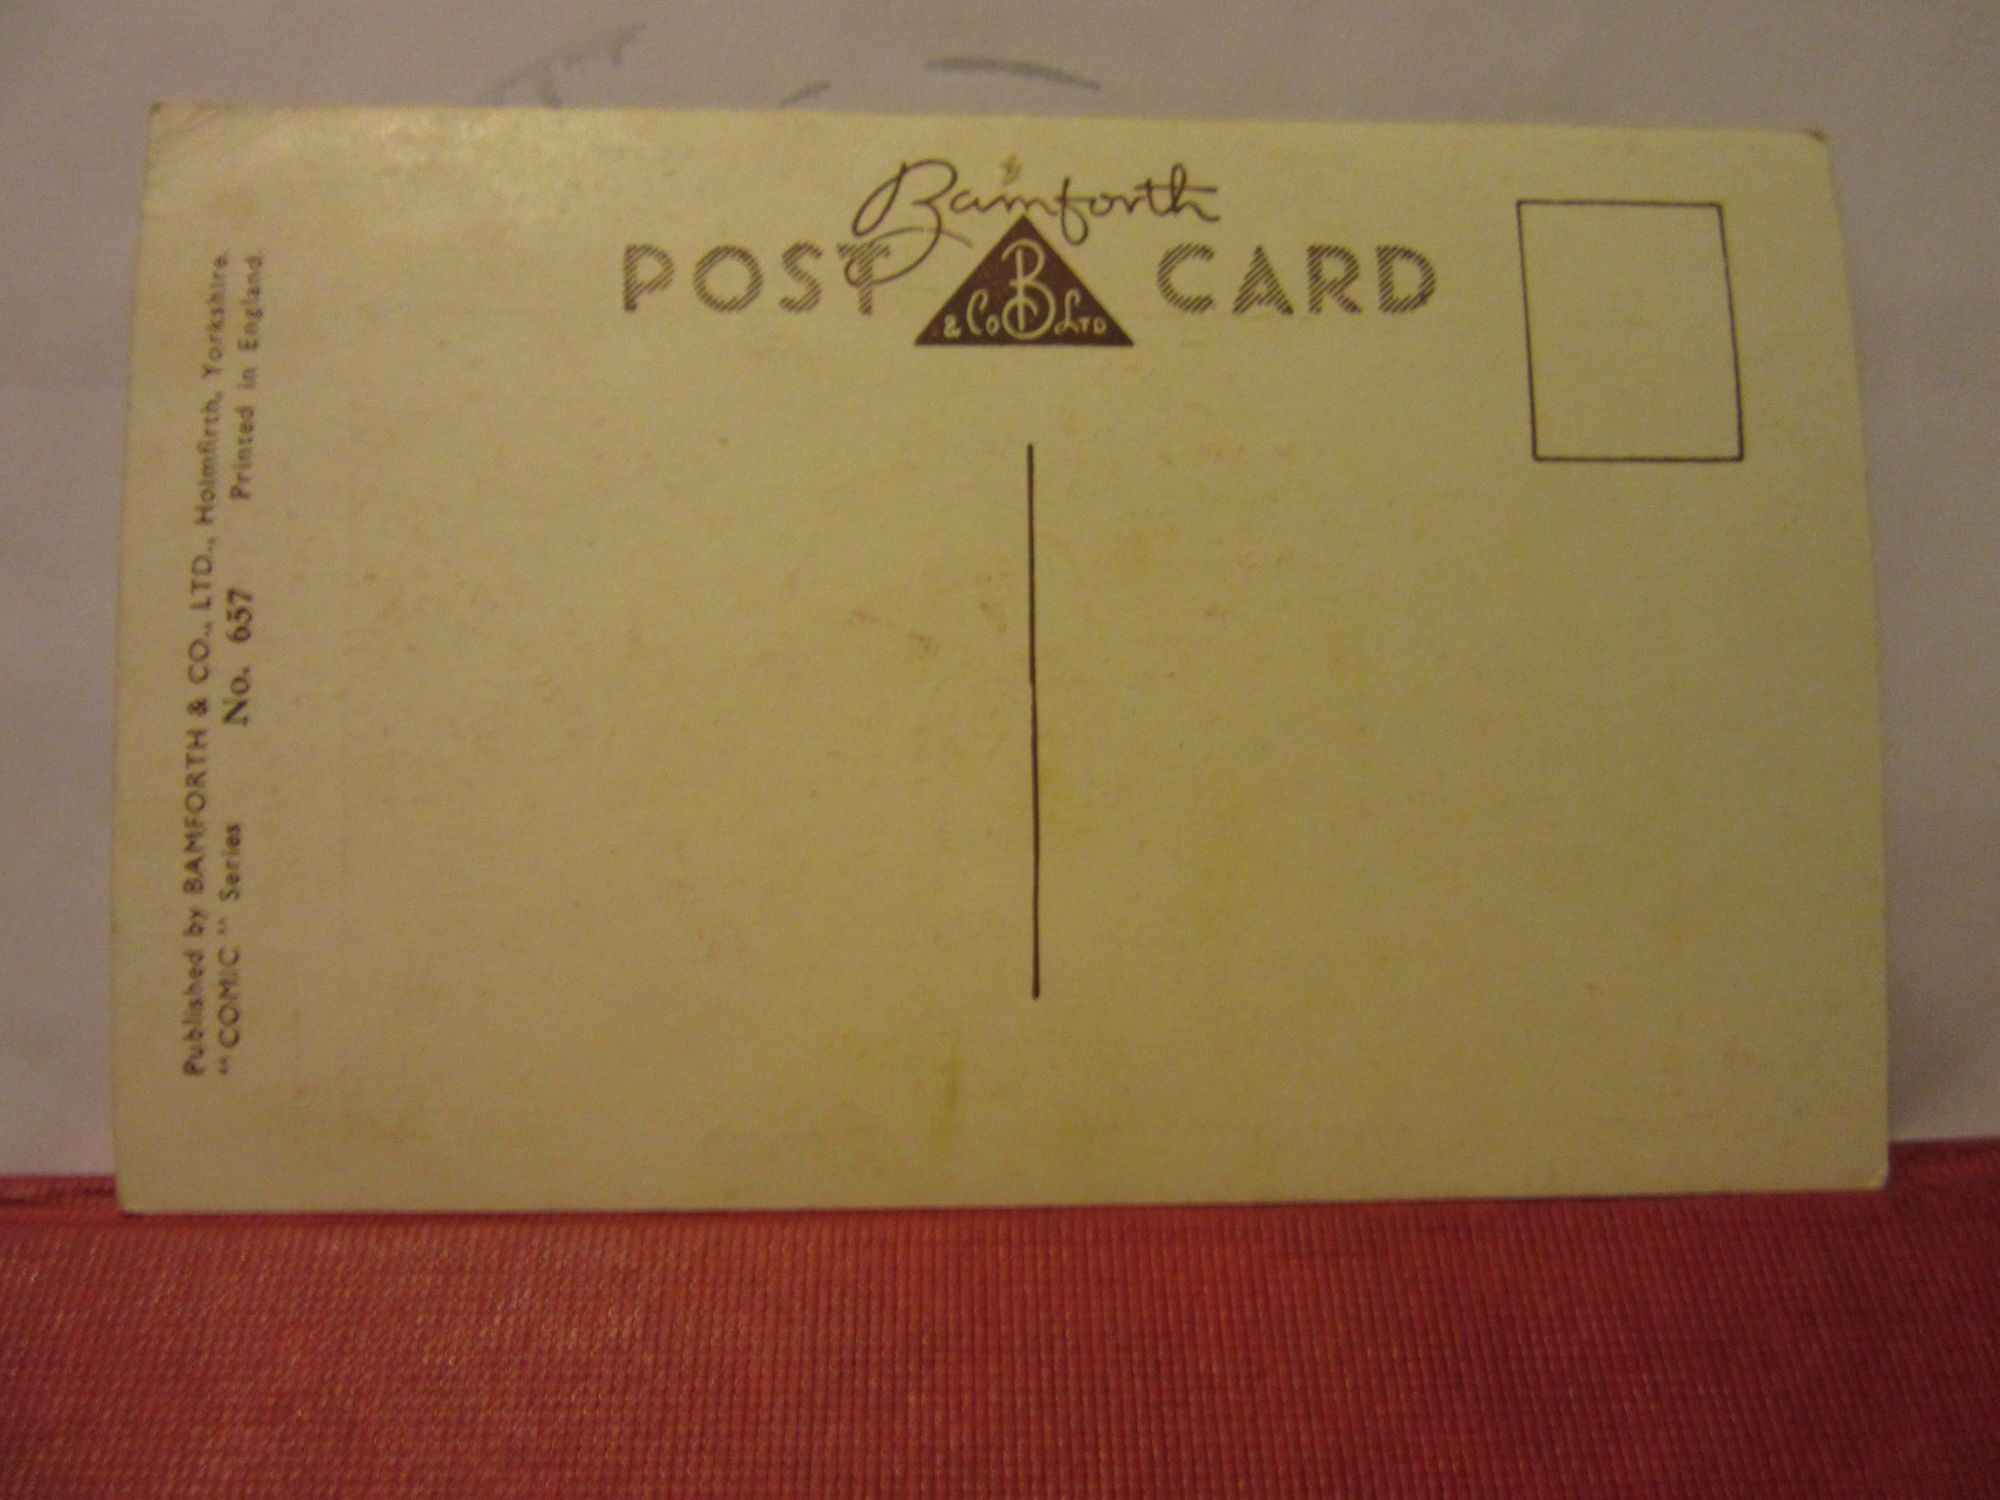 Bamforth
POST CARD
B
& Co LTD
Published by BAMFORTH & CO., LTD., Holmfirth, Yorkshire.
"COMIC" Series No. 657 Printed in England.